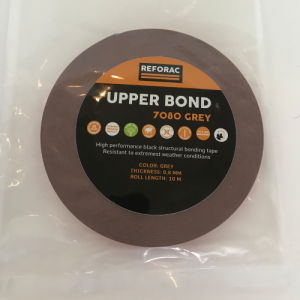 REFORAC
UPPER BOND
7080 GREY
High performance black structural bonding tape
Resistant to extremest weather conditions
COLOR: GREY
THICKNESS: 0,8 MM
ROLL LENGTH: 10 M